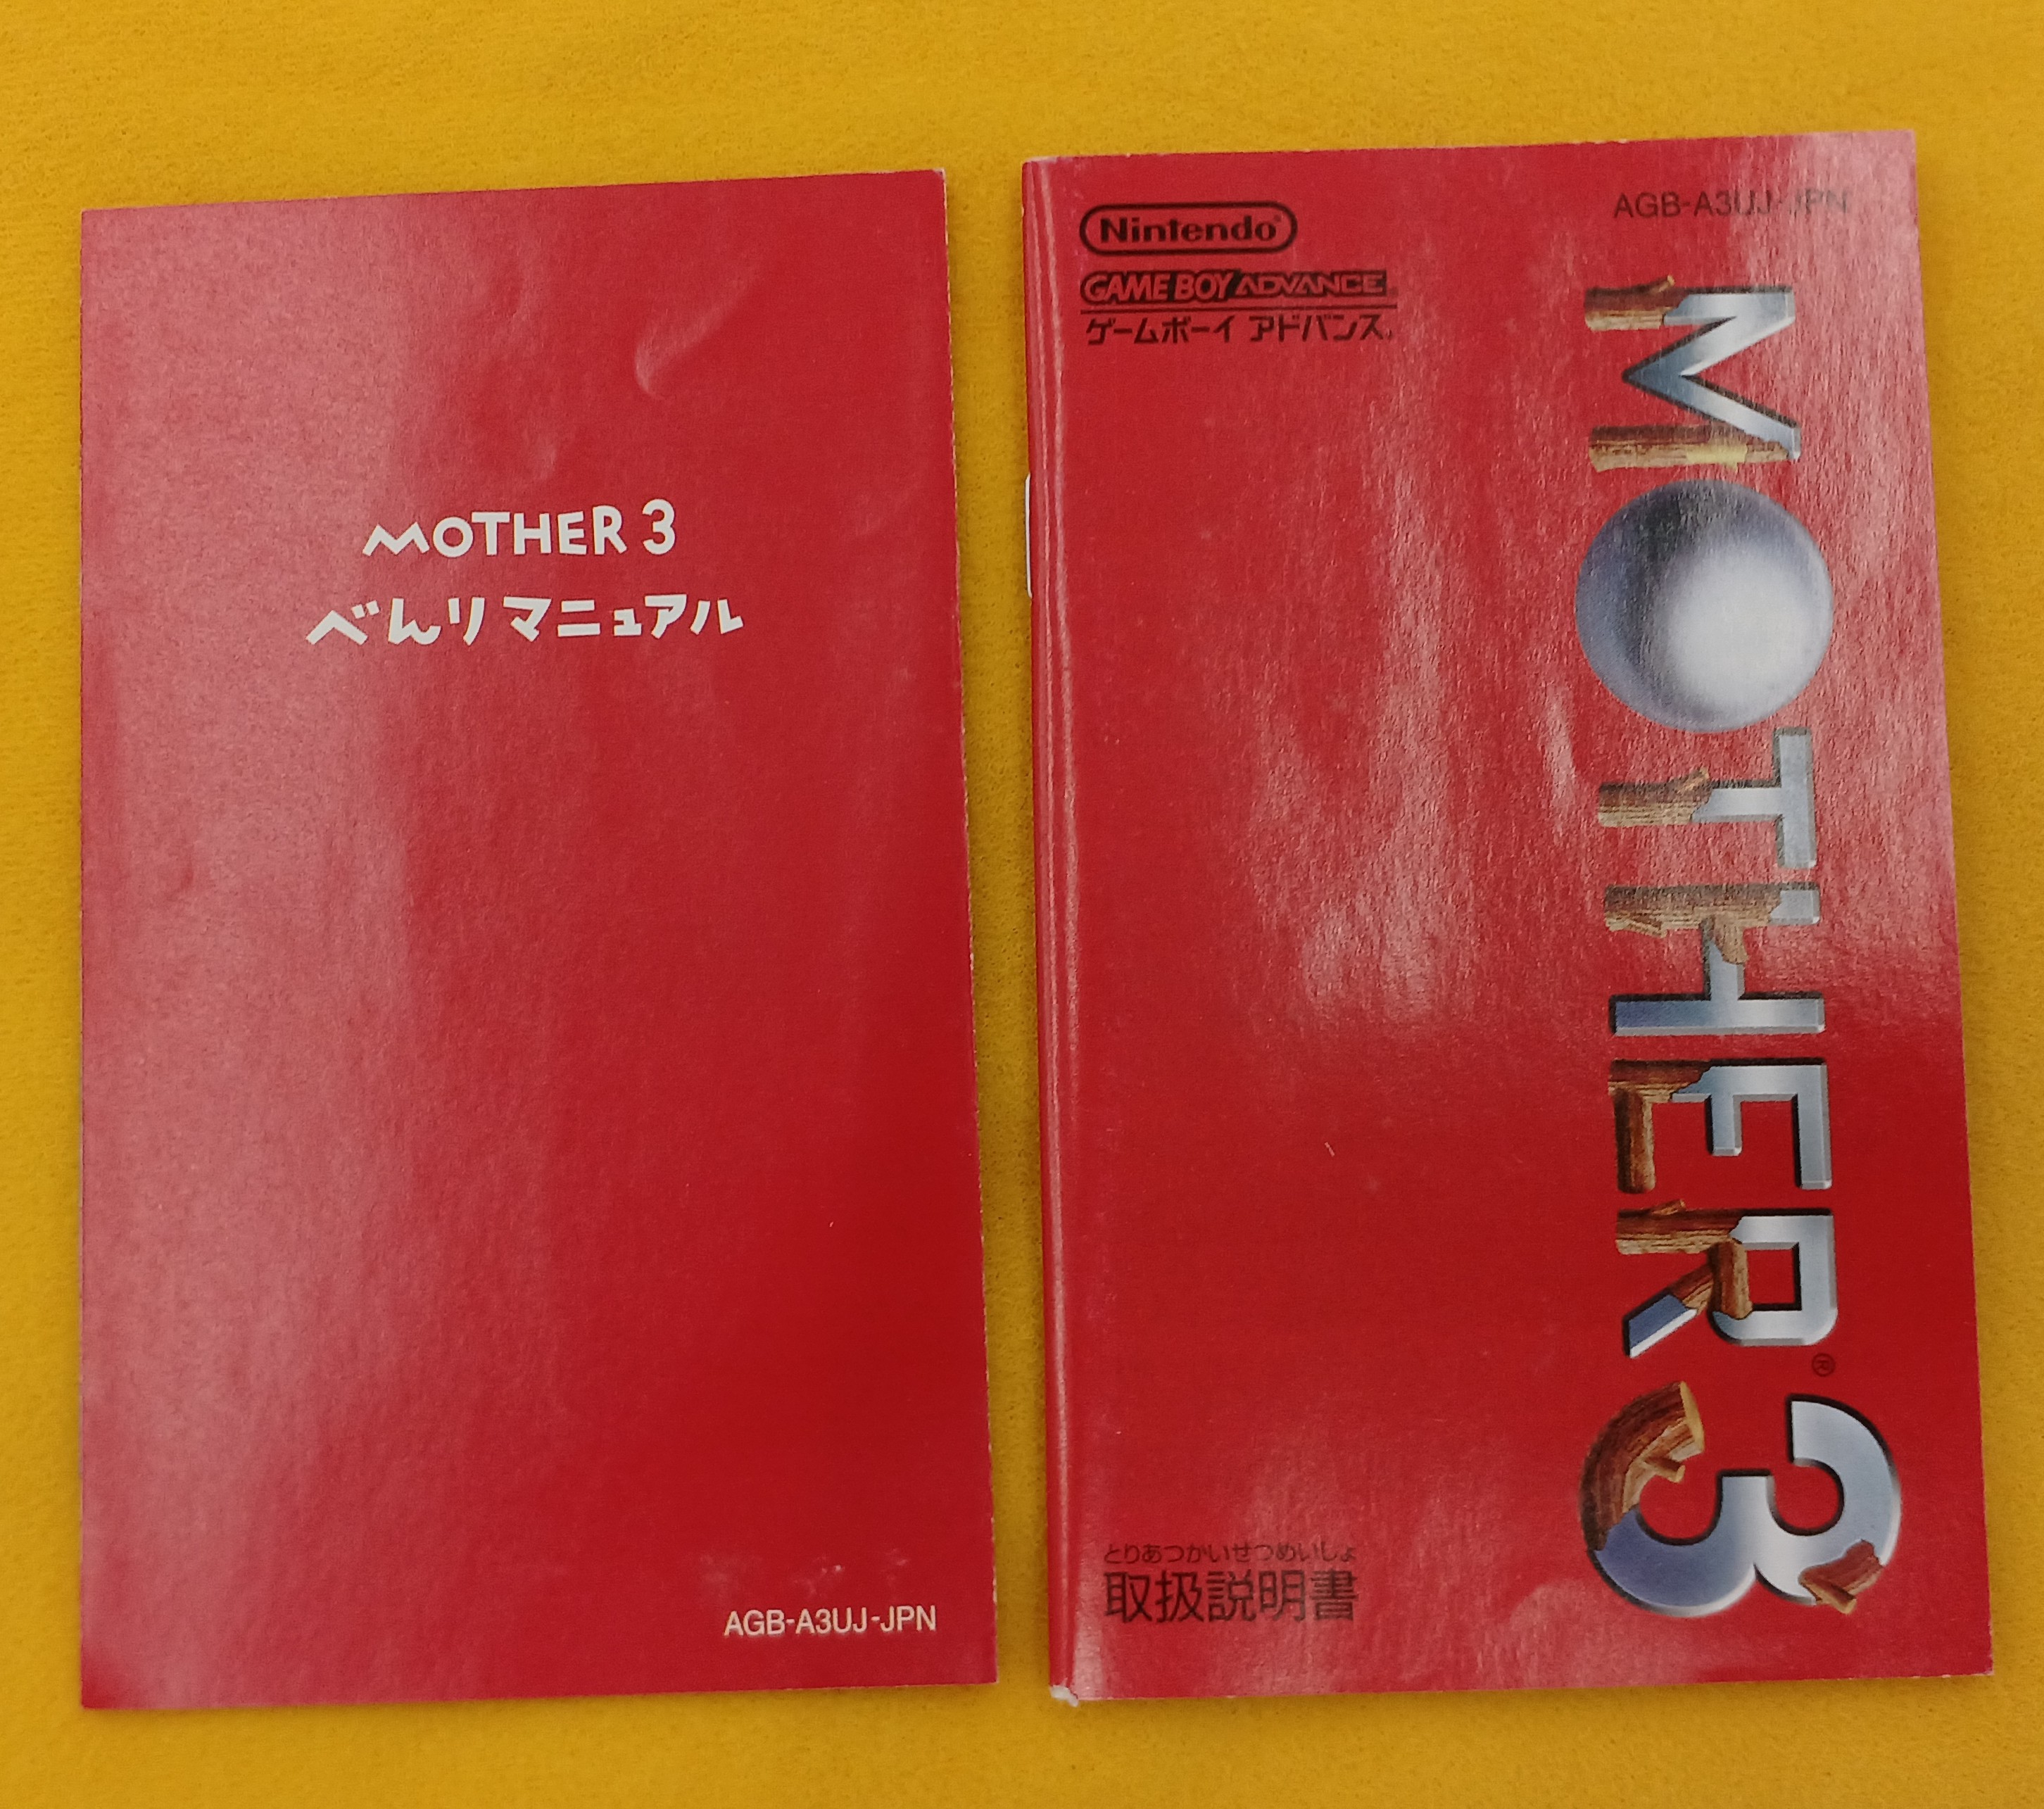 MOTHER 3
べんリマニュアル
AGB-A3UJ-JPN
Nintendo®
GAME BOY ADVANCE
ゲームボーイ アドバンス®
AGB-A3UJ-JPN
MOTHER® 3
とりあつかいせつめいしょ
取扱説明書